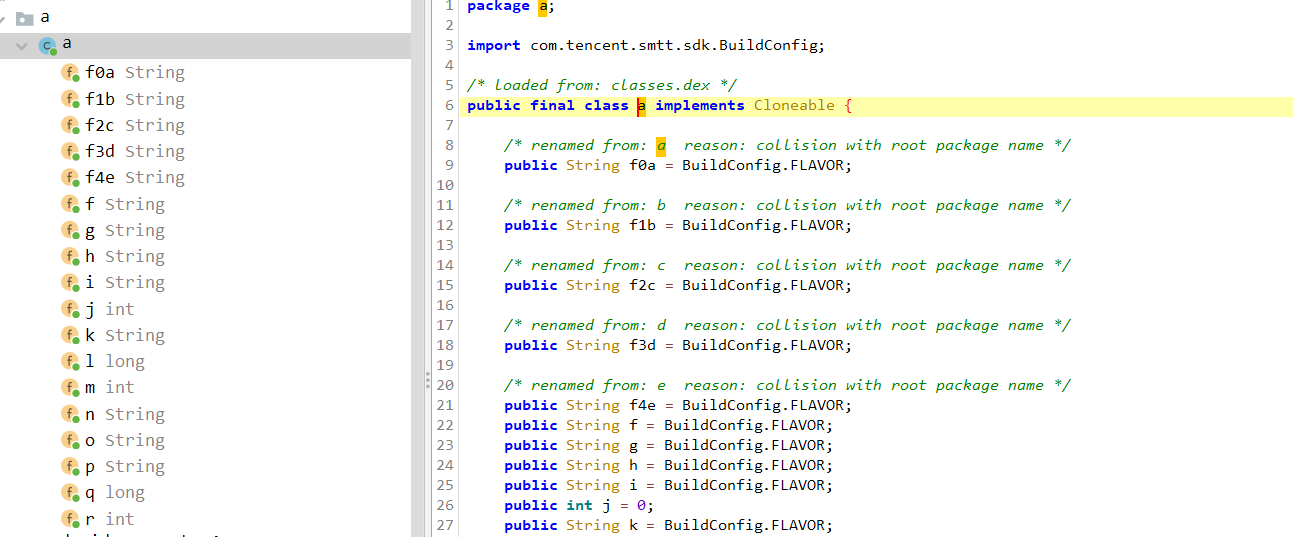 a
a
f0a String
f1b String
f2c String
f3d String
f4e String
f String
g String
h String
i String
j int
k String
l long
m int
n String
o String
p String
q long
r int
1 package a;
2
3 import com.tencent.smtt.sdk.BuildConfig;
4
5 /* loaded from: classes.dex */
6 public final class a implements Cloneable {
7
8 /* renamed from: a  reason: collision with root package name */
9 public String f0a = BuildConfig.FLAVOR;
10
11 /* renamed from: b  reason: collision with root package name */
12 public String f1b = BuildConfig.FLAVOR;
13
14 /* renamed from: c  reason: collision with root package name */
15 public String f2c = BuildConfig.FLAVOR;
16
17 /* renamed from: d  reason: collision with root package name */
18 public String f3d = BuildConfig.FLAVOR;
19
20 /* renamed from: e  reason: collision with root package name */
21 public String f4e = BuildConfig.FLAVOR;
22 public String f = BuildConfig.FLAVOR;
23 public String g = BuildConfig.FLAVOR;
24 public String h = BuildConfig.FLAVOR;
25 public String i = BuildConfig.FLAVOR;
26 public int j = 0;
27 public String k = BuildConfig.FLAVOR;